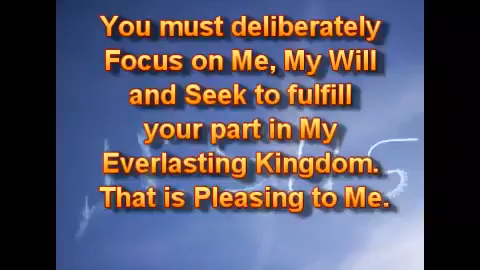 You must deliberately
Focus on Me, My Will
and Seek to fulfill
your part in My
Everlasting Kingdom.
That is Pleasing to Me.